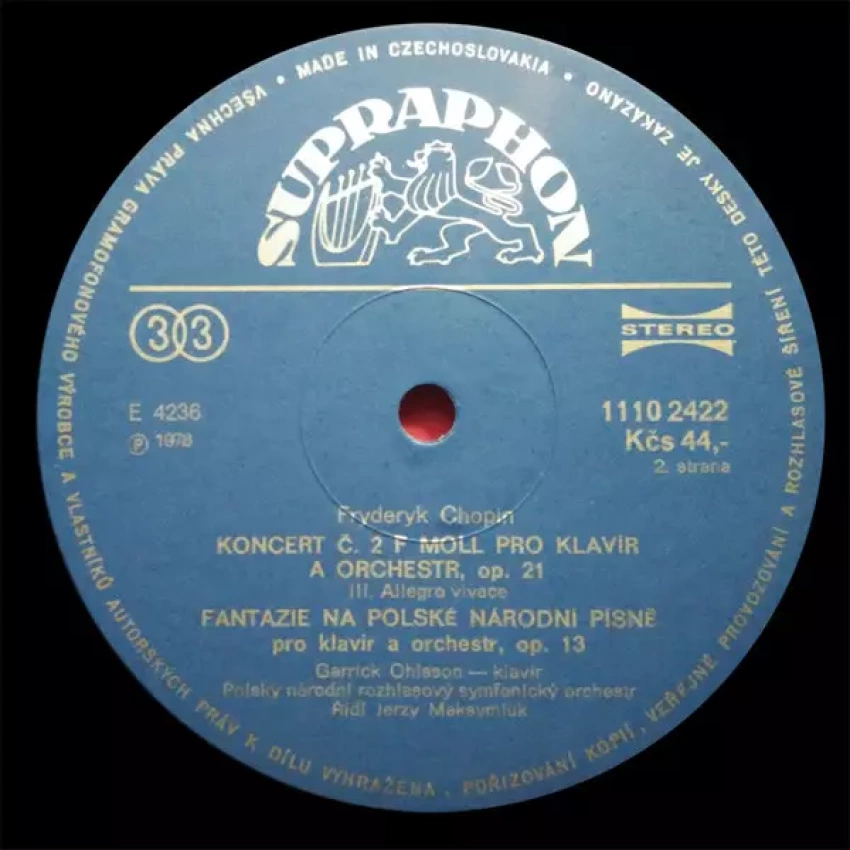 VŠECHNA PRÁVA GRAMOFONOVÉHO VÝROBCE A VLASTNÍKŮ AUTORSKÝCH PRÁV K DÍLU VYHRAŽENA. POŘIZOVÁNÍ KOPIÍ, VEŘEJNÉ PROVOZOVÁNÍ A ROZHLASOVÉ ŠÍŘENÍ TÉTO DESKY JE ZAKÁZÁNO
• MADE IN CZECHOSLOVAKIA •
SUPRAPHON
33
STEREO
E 4236
℗ 1978
1110 2422
Kčs 44,-
2. strana
Fryderyk Chopin
KONCERT Č. 2 F MOLL PRO KLAVÍR
A ORCHESTR, op. 21
III. Allegro vivace
FANTAZIE NA POLSKÉ NÁRODNÍ PÍSNĚ
pro klavír a orchestr, op. 13
Garrick Ohlsson — klavír
Polský národní rozhlasový symfonický orchestr
Řídí Jerzy Maksymiuk